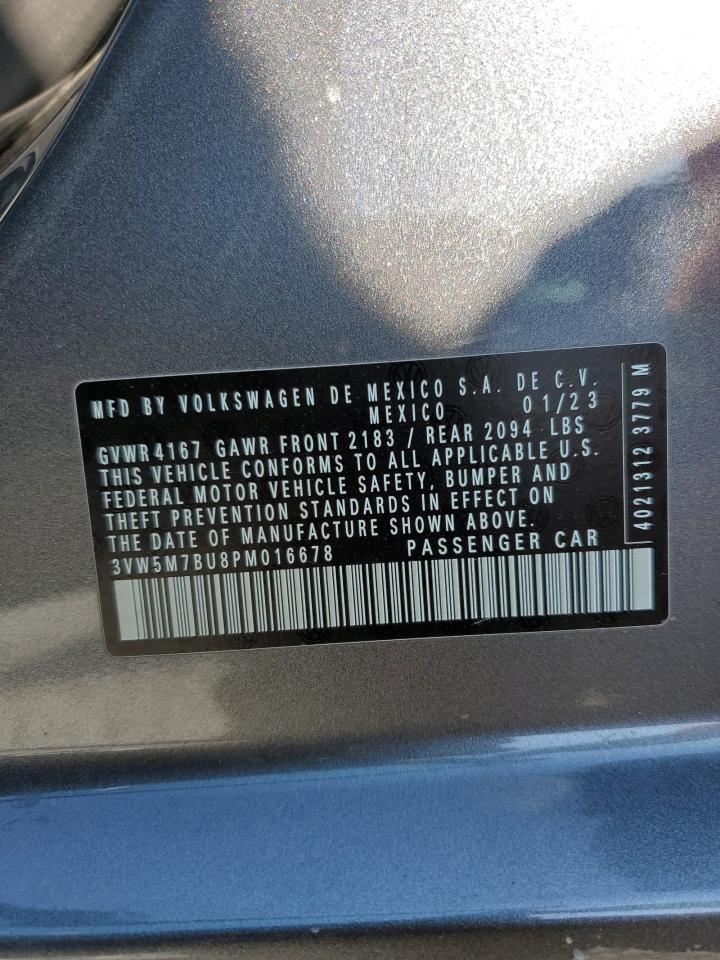 MFD BY VOLKSWAGEN DE MEXICO S.A. DE C.V.
MEXICO 01/23
GVWR 4167 GAWR FRONT 2183 / REAR 2094 LBS
THIS VEHICLE CONFORMS TO ALL APPLICABLE U.S.
FEDERAL MOTOR VEHICLE SAFETY, BUMPER AND
THEFT PREVENTION STANDARDS IN EFFECT ON
THE DATE OF MANUFACTURE SHOWN ABOVE.
3VW5M7BU8PM016678 PASSENGER CAR
4021312 3779 M